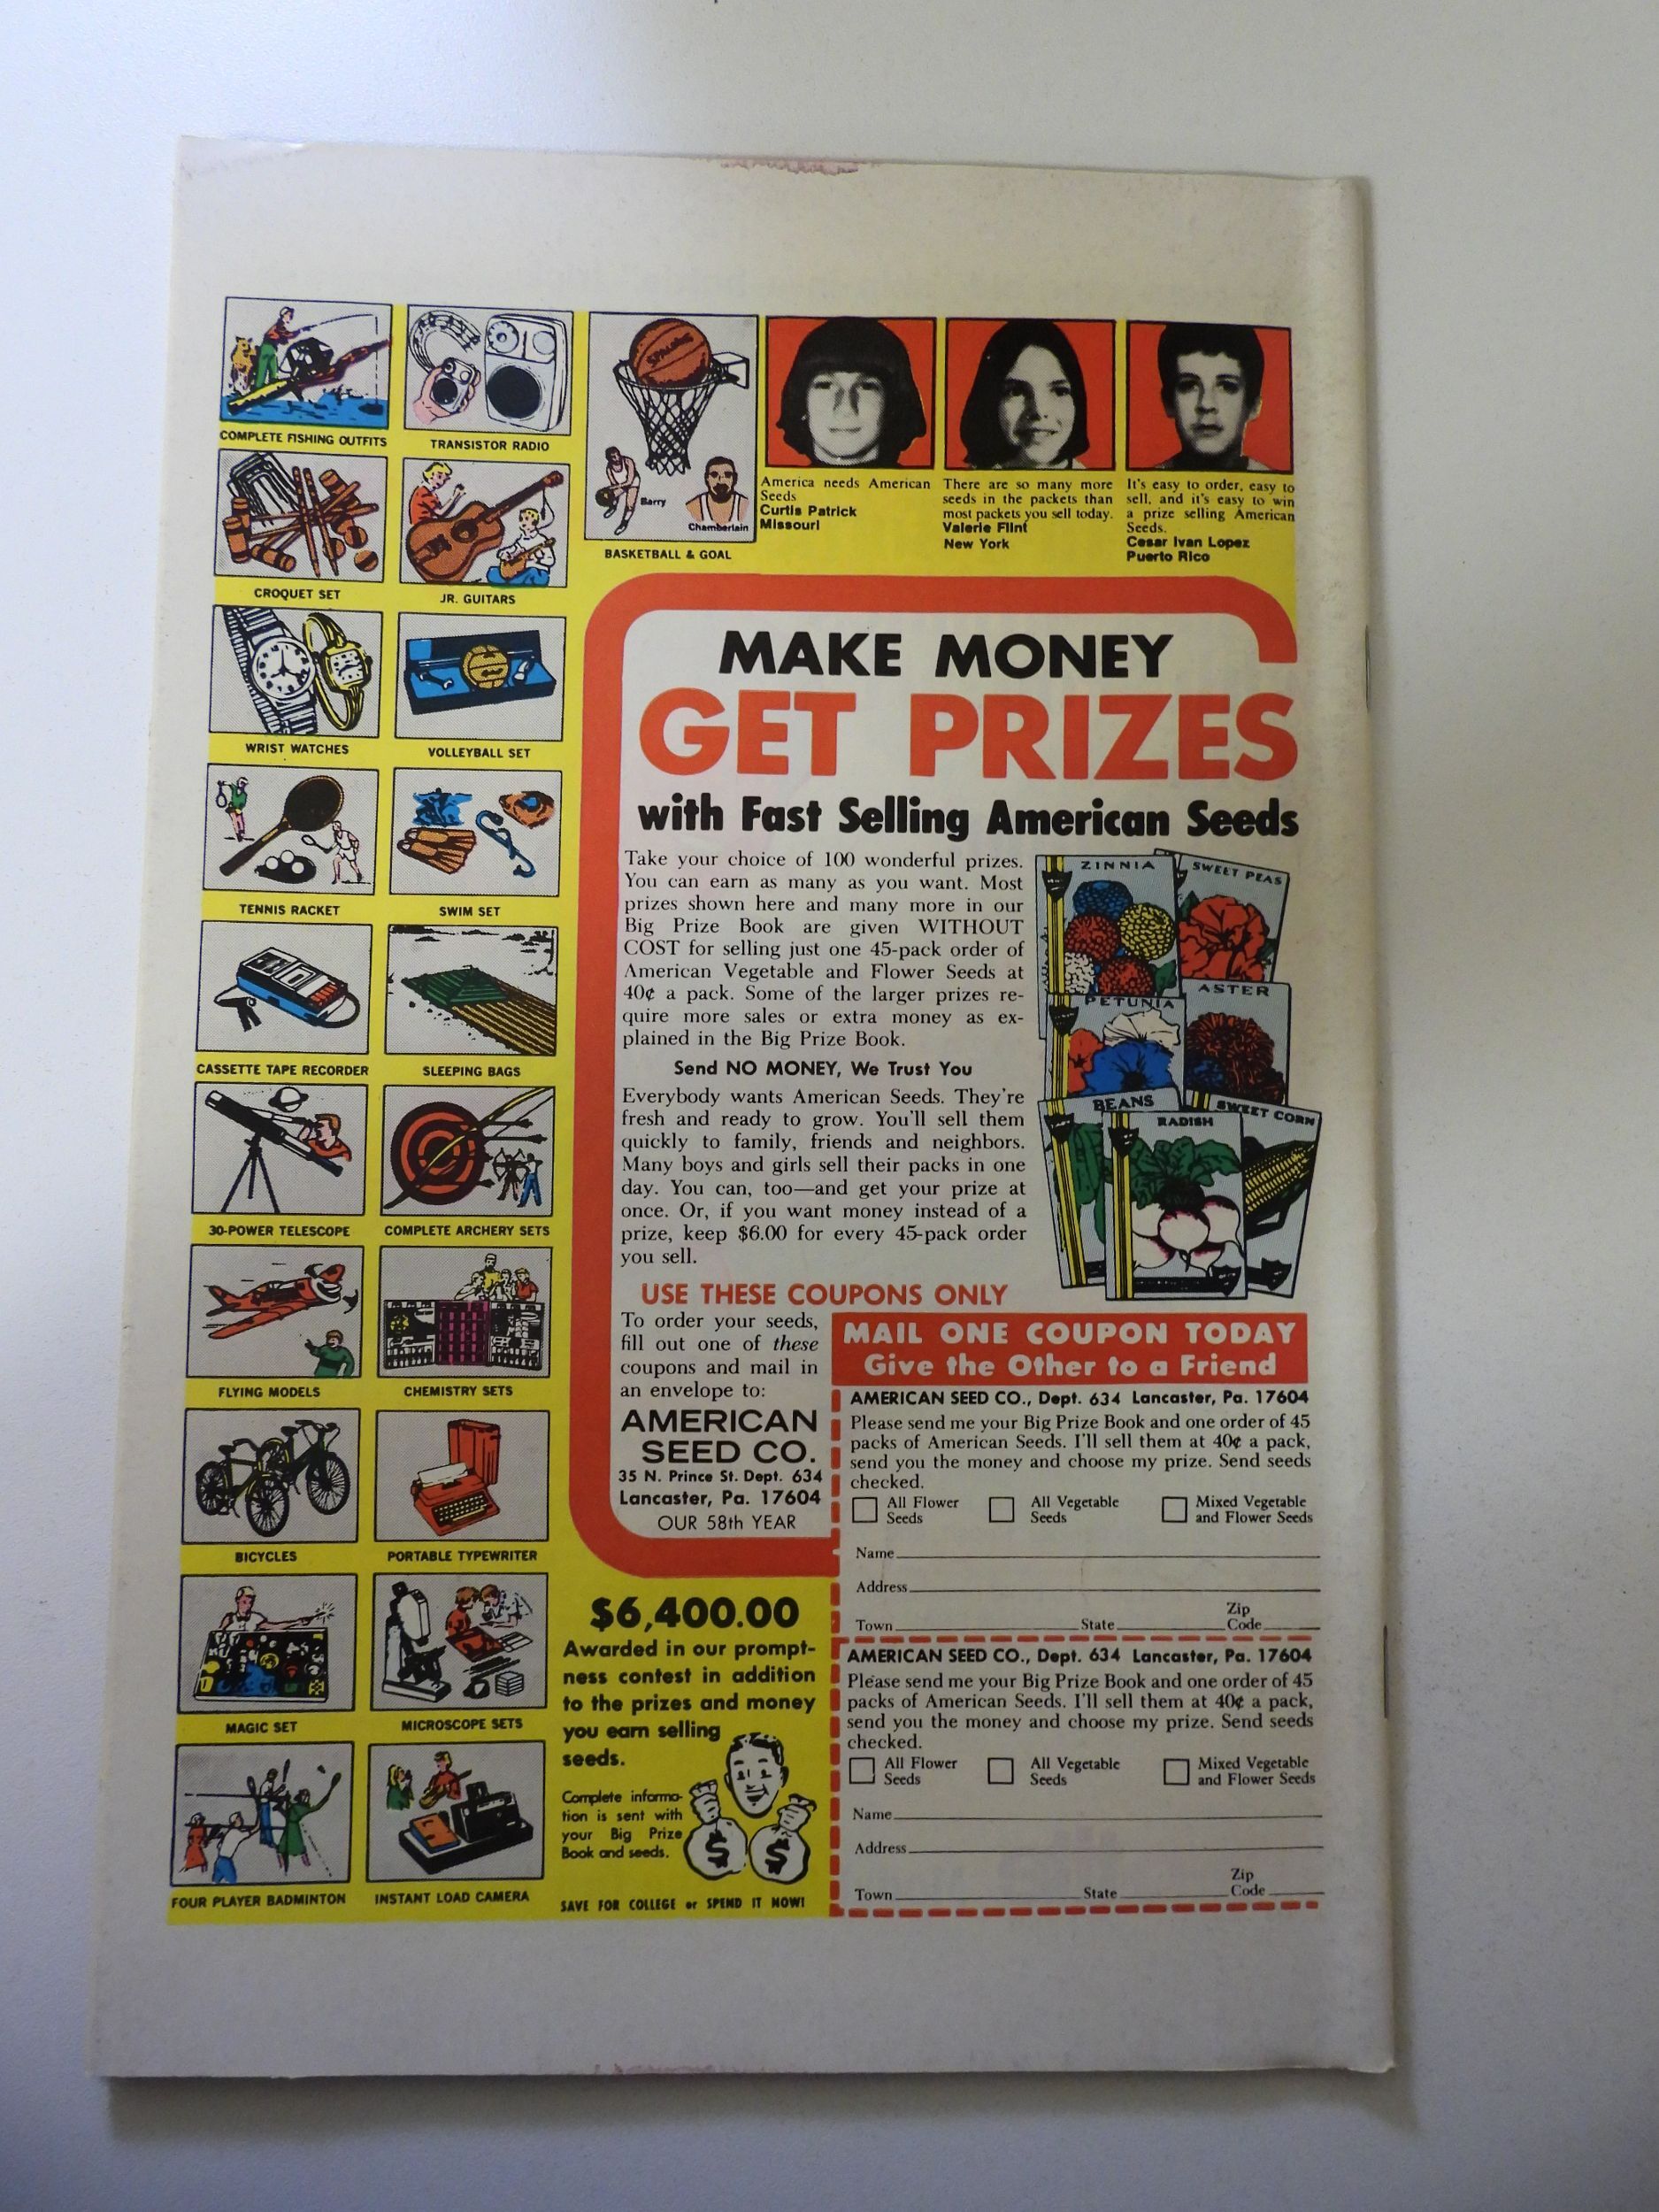 COMPLETE FISHING OUTFITS
TRANSISTOR RADIO
CROQUET SET
JR. GUITARS
WRIST WATCHES
VOLLEYBALL SET
TENNIS RACKET
SWIM SET
CASSETTE TAPE RECORDER
SLEEPING BAGS
30-POWER TELESCOPE
COMPLETE ARCHERY SETS
FLYING MODELS
CHEMISTRY SETS
BICYCLES
PORTABLE TYPEWRITER
MAGIC SET
MICROSCOPE SETS
FOUR PLAYER BADMINTON
INSTANT LOAD CAMERA
SPALDING
Barry
Chamberlain
BASKETBALL & GOAL
America needs American
Seeds
Curtis Patrick
Missouri
There are so many more
seeds in the packets than
most packets you sell today.
Valerie Flint
New York
It's easy to order, easy to
sell, and it's easy to win
a prize selling American
Seeds.
Cesar Ivan Lopez
Puerto Rico
MAKE MONEY
GET PRIZES
with Fast Selling American Seeds
Take your choice of 100 wonderful prizes.
You can earn as many as you want. Most
prizes shown here and many more in our
Big Prize Book are given WITHOUT
COST for selling just one 45-pack order of
American Vegetable and Flower Seeds at
40¢ a pack. Some of the larger prizes re-
quire more sales or extra money as ex-
plained in the Big Prize Book.
Send NO MONEY, We Trust You
Everybody wants American Seeds. They're
fresh and ready to grow. You'll sell them
quickly to family, friends and neighbors.
Many boys and girls sell their packs in one
day. You can, too—and get your prize at
once. Or, if you want money instead of a
prize, keep $6.00 for every 45-pack order
you sell.
ZINNIA
SWEET PEAS
PETUNIA
ASTER
BEANS
RADISH
SWEET CORN
USE THESE COUPONS ONLY
To order your seeds,
fill out one of these
coupons and mail in
an envelope to:
AMERICAN
SEED CO.
35 N. Prince St. Dept. 634
Lancaster, Pa. 17604
OUR 58th YEAR
$6,400.00
Awarded in our prompt-
ness contest in addition
to the prizes and money
you earn selling
seeds.
Complete informa-
tion is sent with
your Big Prize
Book and seeds.
$ $
SAVE FOR COLLEGE or SPEND IT NOW!
MAIL ONE COUPON TODAY
Give the Other to a Friend
AMERICAN SEED CO., Dept. 634 Lancaster, Pa. 17604
Please send me your Big Prize Book and one order of 45
packs of American Seeds. I'll sell them at 40¢ a pack,
send you the money and choose my prize. Send seeds
checked.
All Flower Seeds
All Vegetable Seeds
Mixed Vegetable and Flower Seeds
Name
Address
Town State Zip Code
AMERICAN SEED CO., Dept. 634 Lancaster, Pa. 17604
Please send me your Big Prize Book and one order of 45
packs of American Seeds. I'll sell them at 40¢ a pack,
send you the money and choose my prize. Send seeds
checked.
All Flower Seeds
All Vegetable Seeds
Mixed Vegetable and Flower Seeds
Name
Address
Town State Zip Code